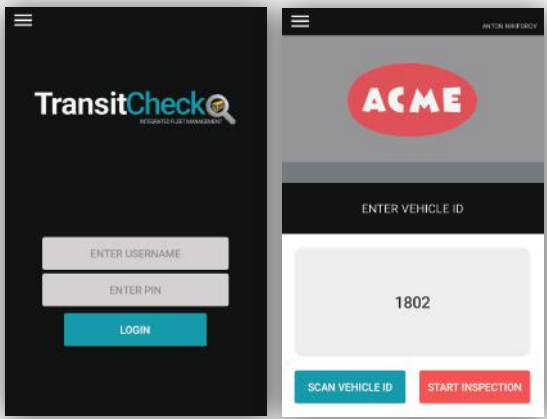 TransitCheck
INTEGRATED FLEET MANAGEMENT
ENTER USERNAME
ENTER PIN
LOGIN
ANTON NIKIFOROV
ACME
ENTER VEHICLE ID
1802
SCAN VEHICLE ID
START INSPECTION